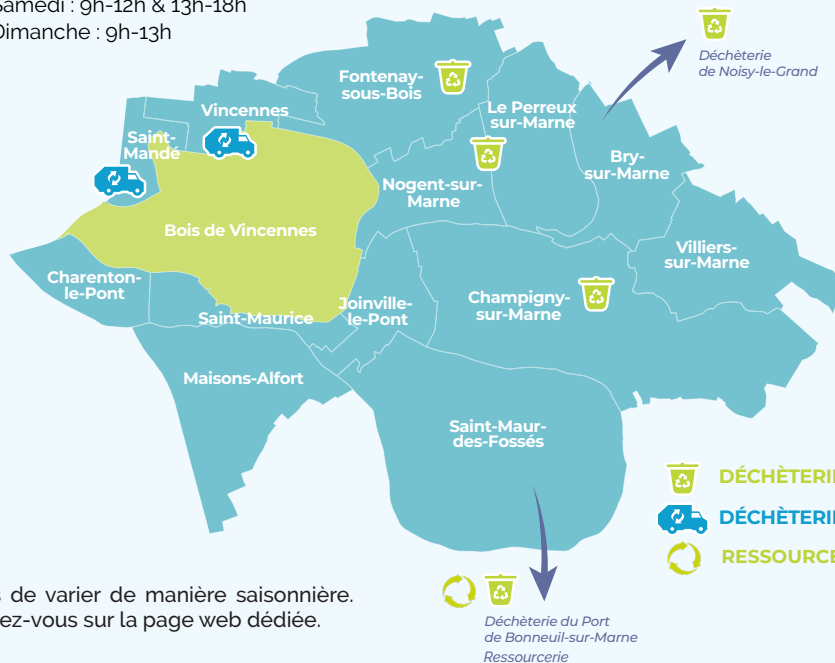 Samedi : 9h-12h & 13h-18h
Dimanche : 9h-13h
Déchèterie
de Noisy-le-Grand
Fontenay-
sous-Bois
Vincennes
Le Perreux
sur-Marne
Saint-
Mandé
Bry-
sur-Marne
Nogent-sur-
Marne
Bois de Vincennes
Villiers-
sur-Marne
Charenton-
le-Pont
Joinville-
le-Pont
Champigny-
sur-Marne
Saint-Maurice
Maisons-Alfort
Saint-Maur-
des-Fossés
DÉCHÈTERIE
DÉCHÈTERIE
RESSOURCE
s de varier de manière saisonnière.
ez-vous sur la page web dédiée.
Déchèterie du Port
de Bonneuil-sur-Marne
Ressourcerie